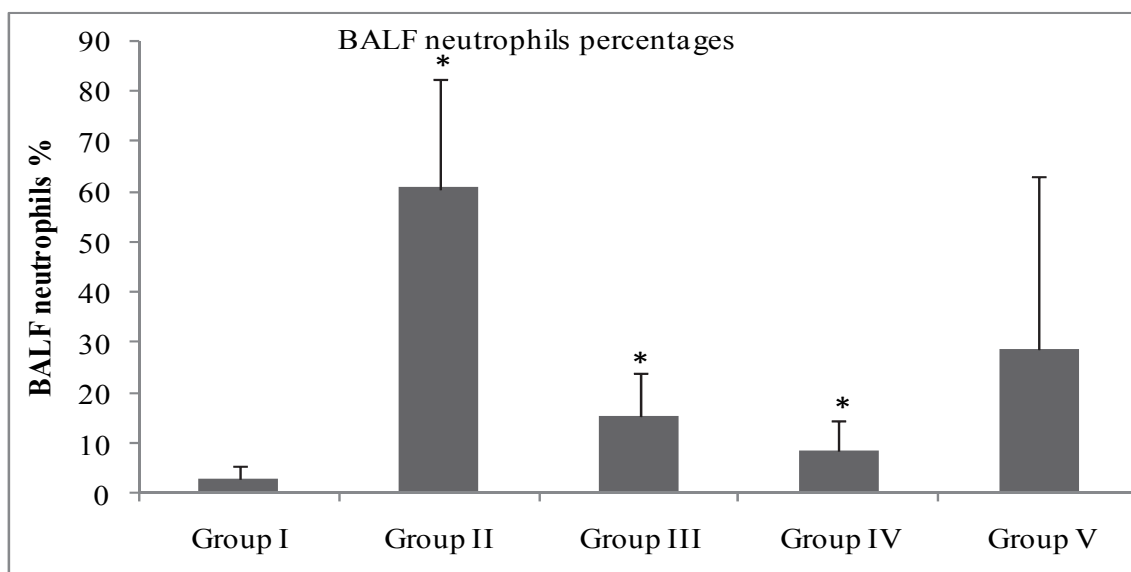 BALF neutrophils percentages
BALF neutrophils %
90
80
70
60
50
40
30
20
10
0
*
*
*
Group I
Group II
Group III
Group IV
Group V